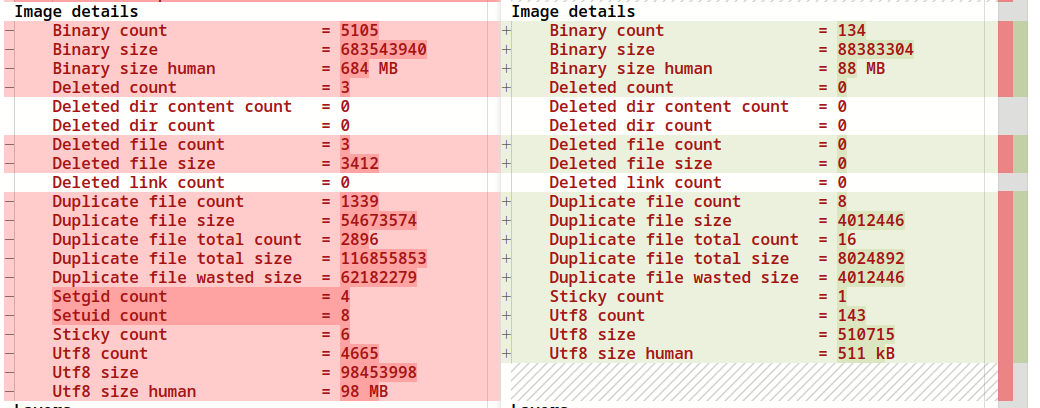 Image details
Binary count = 5105
Binary size = 683543940
Binary size human = 684 MB
Deleted count = 3
Deleted dir content count = 0
Deleted dir count = 0
Deleted file count = 3
Deleted file size = 3412
Deleted link count = 0
Duplicate file count = 1339
Duplicate file size = 54673574
Duplicate file total count = 2896
Duplicate file total size = 116855853
Duplicate file wasted size = 62182279
Setgid count = 4
Setuid count = 8
Sticky count = 6
Utf8 count = 4665
Utf8 size = 98453998
Utf8 size human = 98 MB
Image details
Binary count = 134
Binary size = 88383304
Binary size human = 88 MB
Deleted count = 0
Deleted dir content count = 0
Deleted dir count = 0
Deleted file count = 0
Deleted file size = 0
Deleted link count = 0
Duplicate file count = 8
Duplicate file size = 4012446
Duplicate file total count = 16
Duplicate file total size = 8024892
Duplicate file wasted size = 4012446
Sticky count = 1
Utf8 count = 143
Utf8 size = 510715
Utf8 size human = 511 kB